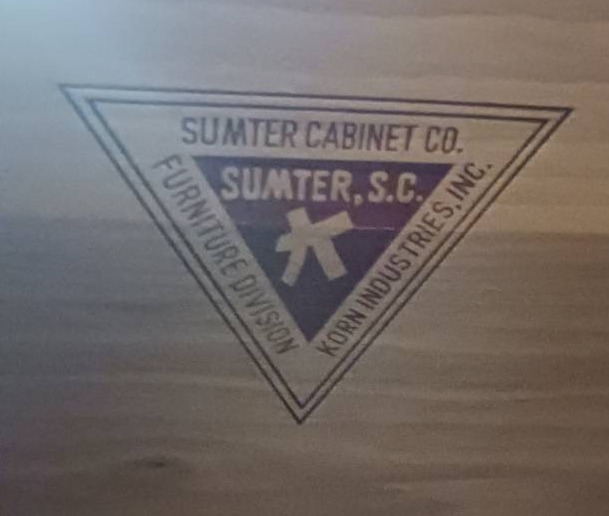 SUMTER CABINET CO.
SUMTER, S.C.
FURNITURE DIVISION
KORN INDUSTRIES, INC.